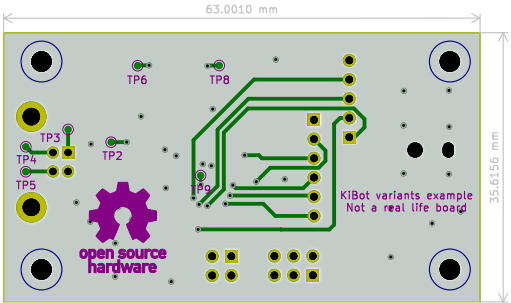 63.0010 mm
TP6
TP8
TP3
TP4
TP2
TP5
TP9
35.6156 mm
KiBot variants example
Not a real life board
open source
hardware